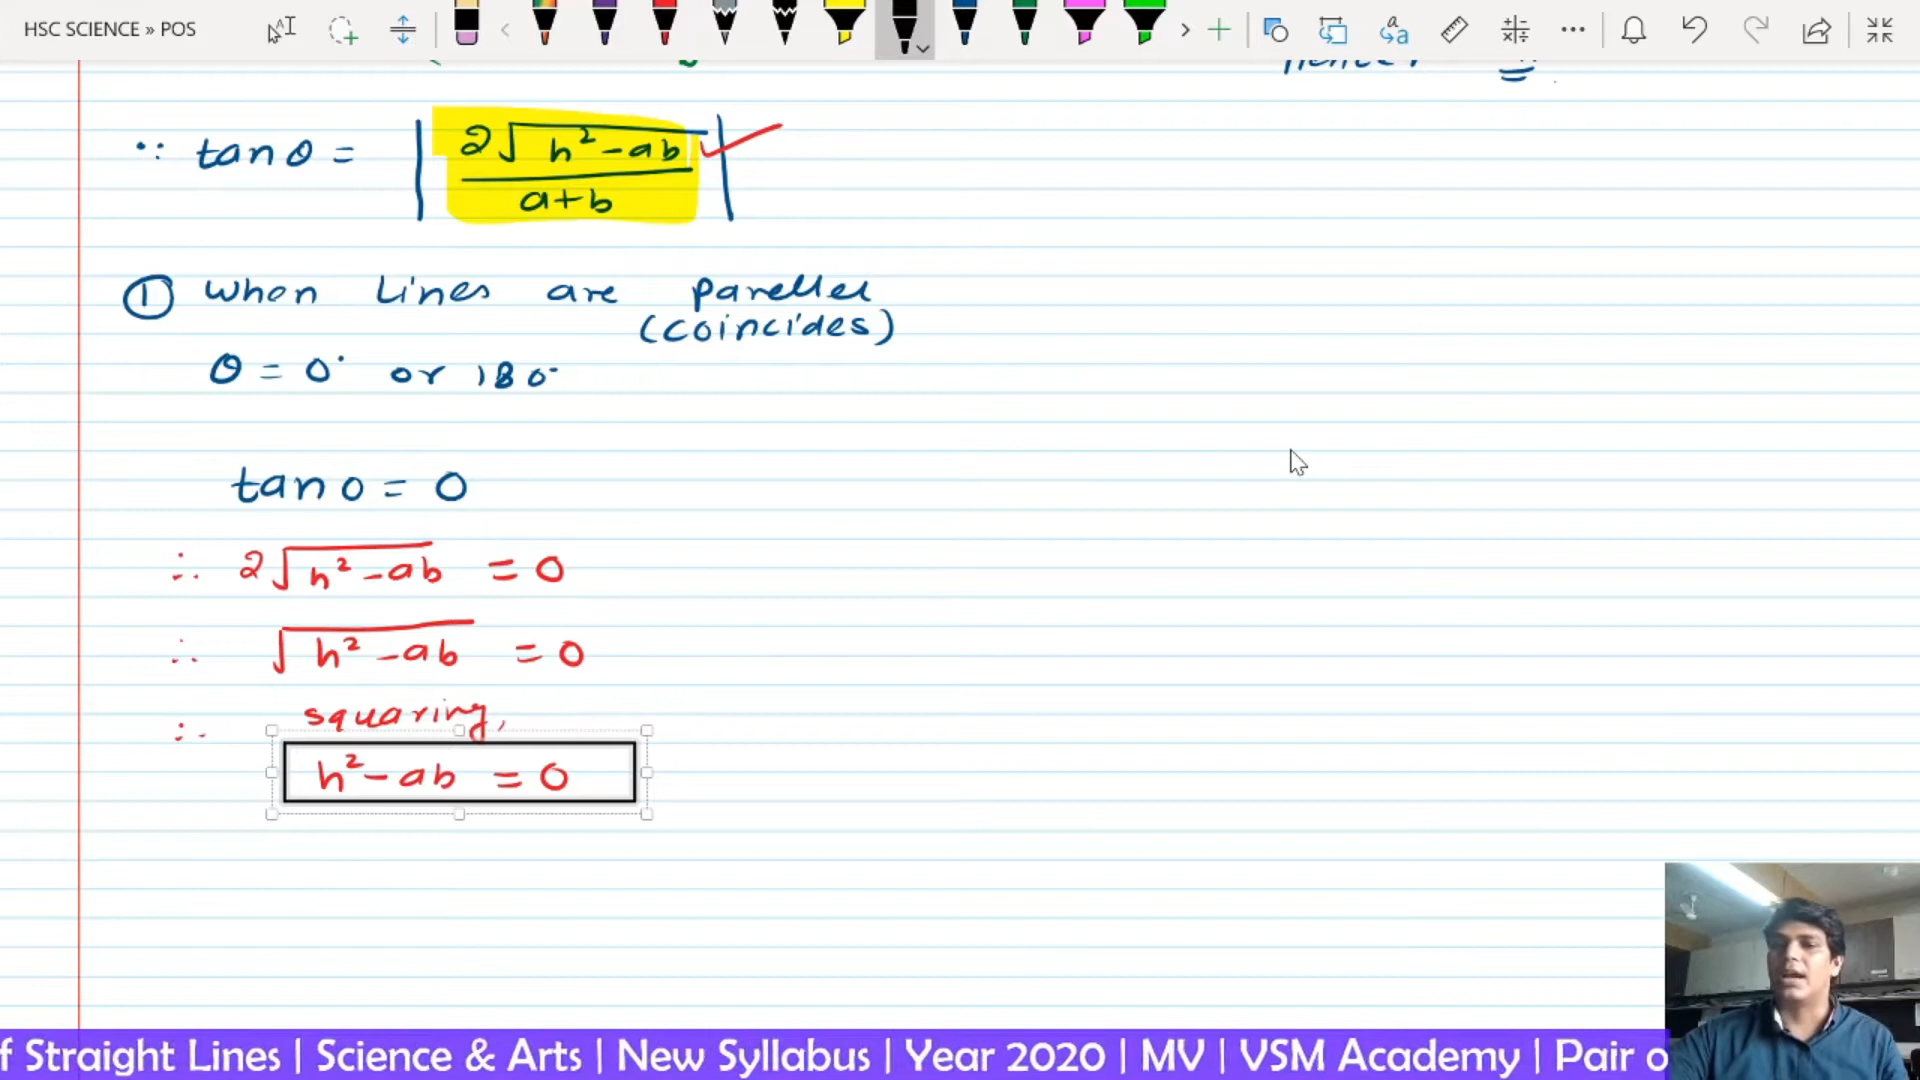 HSC SCIENCE » POS
∵ tan θ = | 2√(h² - ab) / (a + b) |
① When Lines are parellel
(coincides)
θ = 0° or 180°
tan 0 = 0
∴ 2√(h² - ab) = 0
∴ √(h² - ab) = 0
∴ squaring,
h² - ab = 0
f Straight Lines | Science & Arts | New Syllabus | Year 2020 | MV | VSM Academy | Pair o